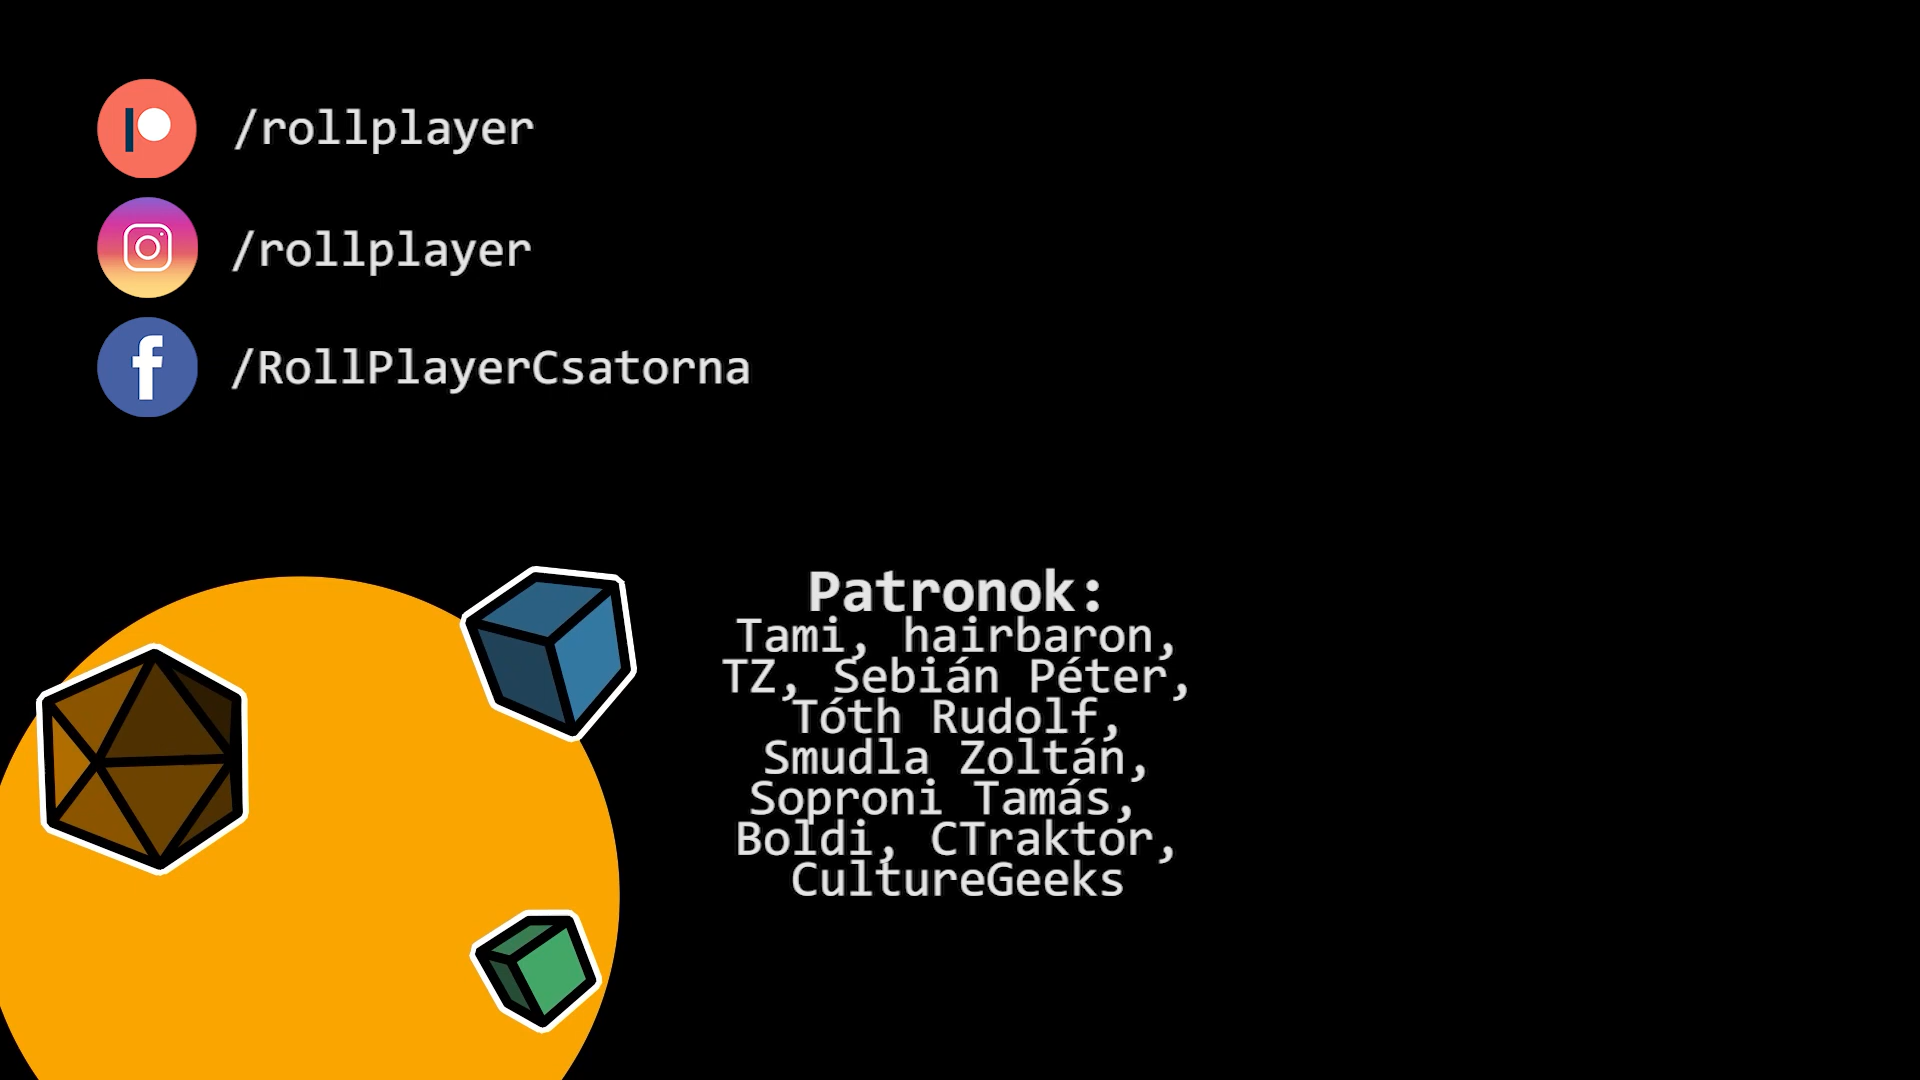 /rollplayer
/rollplayer
/RollPlayerCsatorna
Patronok:
Tami, hairbaron,
TZ, Sebián Péter,
Tóth Rudolf,
Smudla Zoltán,
Soproni Tamás,
Boldi, CTraktor,
CultureGeeks